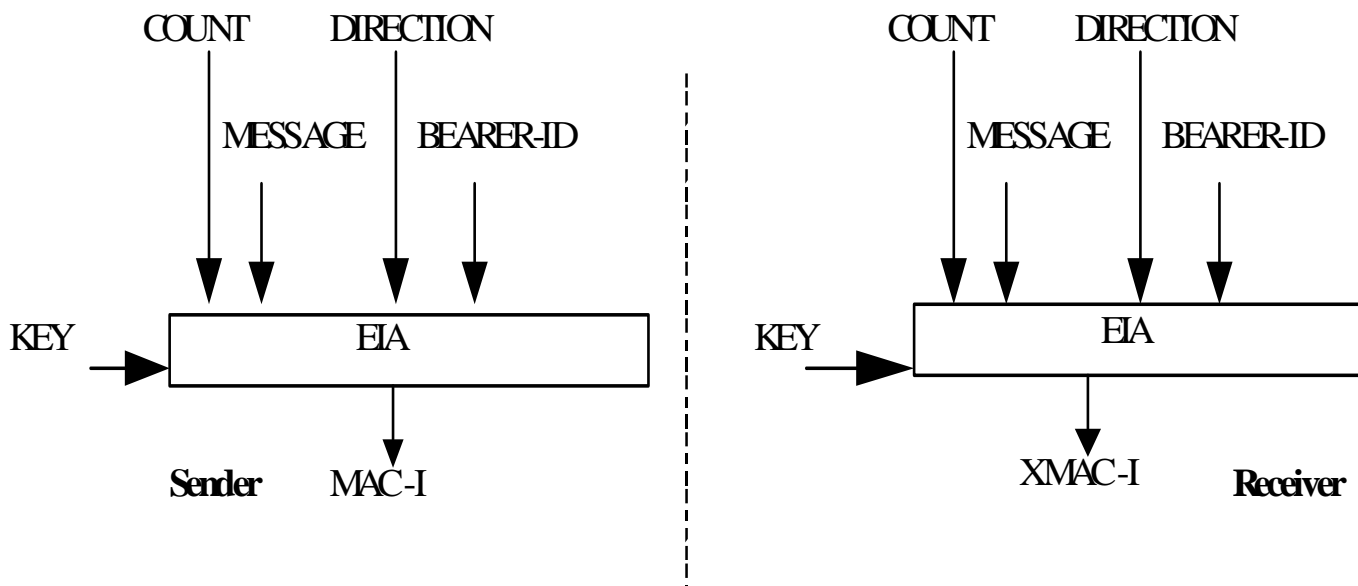 COUNT DIRECTION
MESSAGE BEARER-ID
KEY
EIA
Sender MAC-I
COUNT DIRECTION
MESSAGE BEARER-ID
KEY
EIA
XMAC-I Receiver